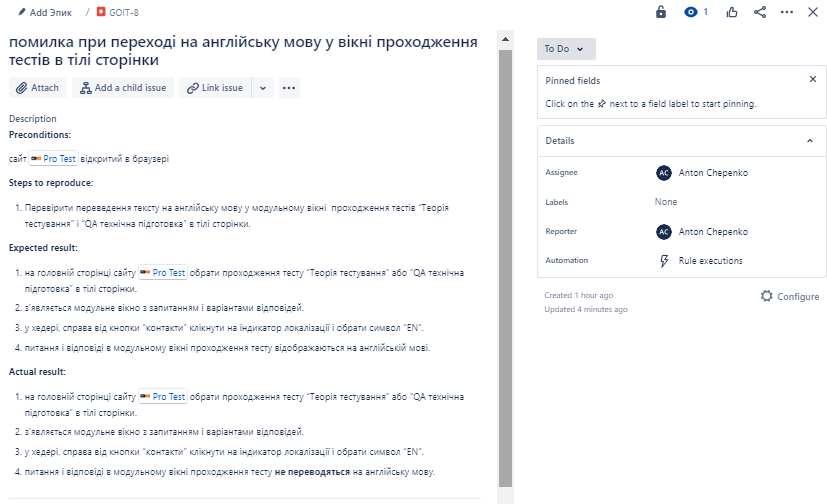 Add Эпик / GOIT-8
1
помилка при переході на англійську мову у вікні проходження
тестів в тілі сторінки
Attach Add a child issue Link issue
Description
Preconditions:
сайт Pro Test відкритий в браузері
Steps to reproduce:
1. Перевірити переведення тексту на англійську мову у модульному вікні проходження тестів "Теорія
тестування" і "QA технічна підготовка" в тілі сторінки.
Expected result:
1. на головній сторінці сайту Pro Test обрати проходження тесту "Теорія тестування" або "QA технічна
підготовка" в тілі сторінки.
2. з'являється модульне вікно з запитанням і варіантами відповідей.
3. у хедері, справа від кнопки "контакти" клікнути на індикатор локалізації і обрати символ "EN".
4. питання і відповіді в модульному вікні проходження тесту відображаються на англійській мові.
Actual result:
1. на головній сторінці сайту Pro Test обрати проходження тесту "Теорія тестування" або "QA технічна
підготовка" в тілі сторінки.
2. з'являється модульне вікно з запитанням і варіантами відповідей.
3. у хедері, справа від кнопки "контакти" клікнути на індикатор локалізації і обрати символ "EN".
4. питання і відповіді в модульному вікні проходження тесту не переводяться на англійську мову.
To Do
Pinned fields
Click on the next to a field label to start pinning.
Details
Assignee AC Anton Chepenko
Labels None
Reporter AC Anton Chepenko
Automation Rule executions
Created 1 hour ago
Configure
Updated 4 minutes ago